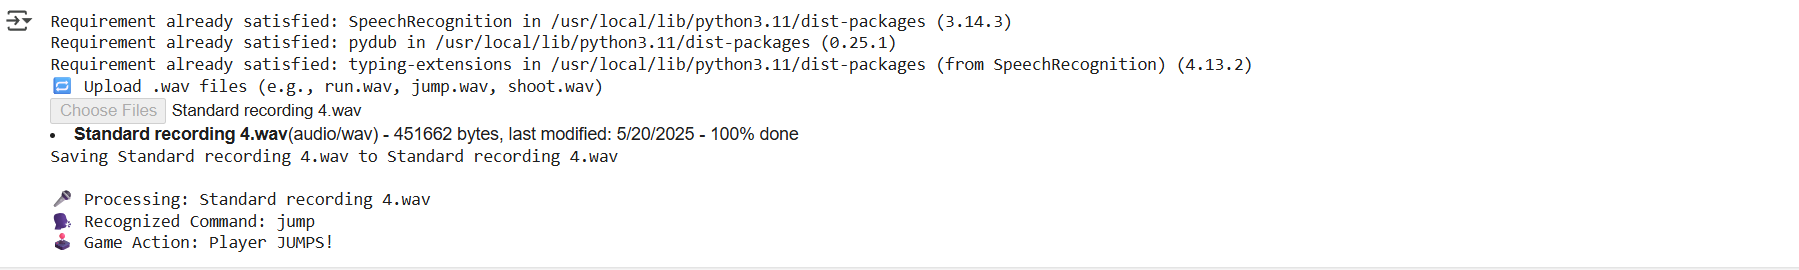 Requirement already satisfied: SpeechRecognition in /usr/local/lib/python3.11/dist-packages (3.14.3)
Requirement already satisfied: pydub in /usr/local/lib/python3.11/dist-packages (0.25.1)
Requirement already satisfied: typing-extensions in /usr/local/lib/python3.11/dist-packages (from SpeechRecognition) (4.13.2)
🔁 Upload .wav files (e.g., run.wav, jump.wav, shoot.wav)
Choose Files Standard recording 4.wav
• Standard recording 4.wav(audio/wav) - 451662 bytes, last modified: 5/20/2025 - 100% done
Saving Standard recording 4.wav to Standard recording 4.wav
🎤 Processing: Standard recording 4.wav
🗣 Recognized Command: jump
🕹 Game Action: Player JUMPS!